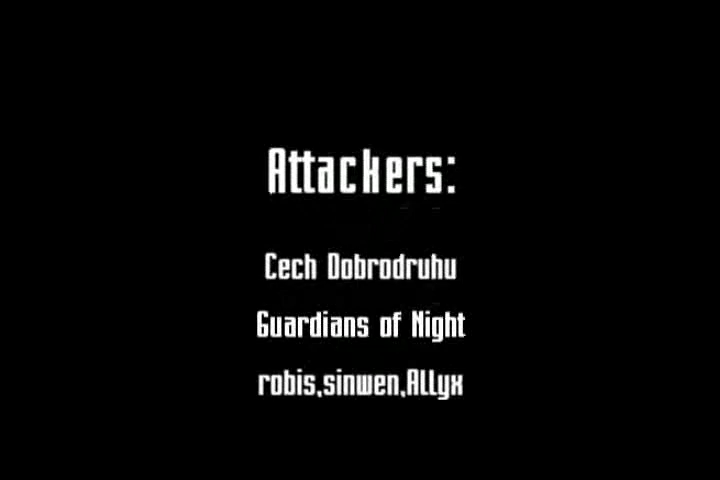 Attackers:
Cech Dobrodruhu
Guardians of Night
robis,sinwen,Allyx